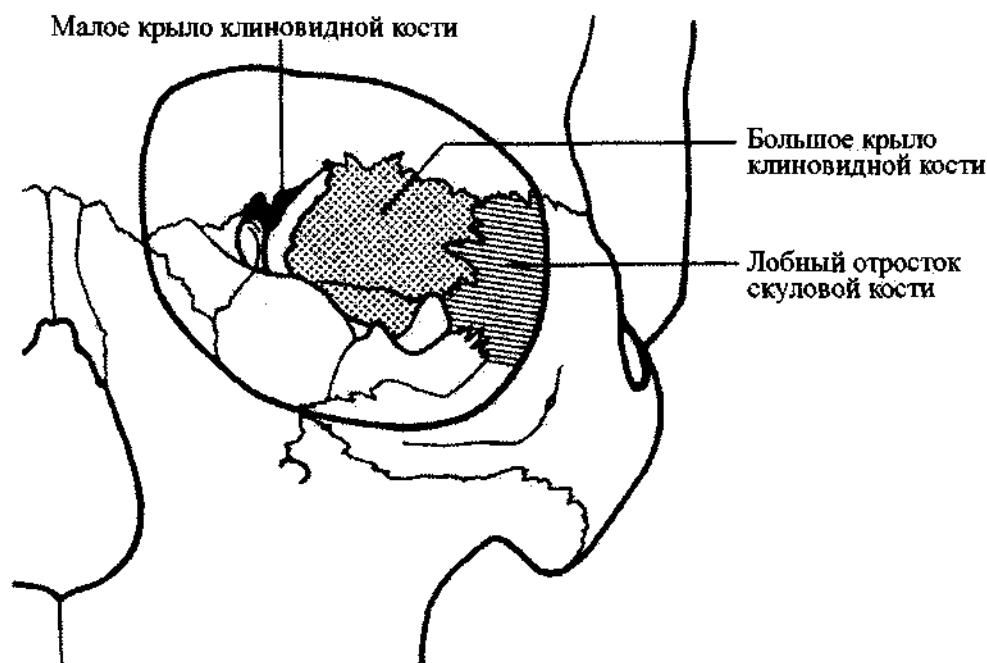 Малое крыло клиновидной кости
Большое крыло
клиновидной кости
Лобный отросток
скуловой кости